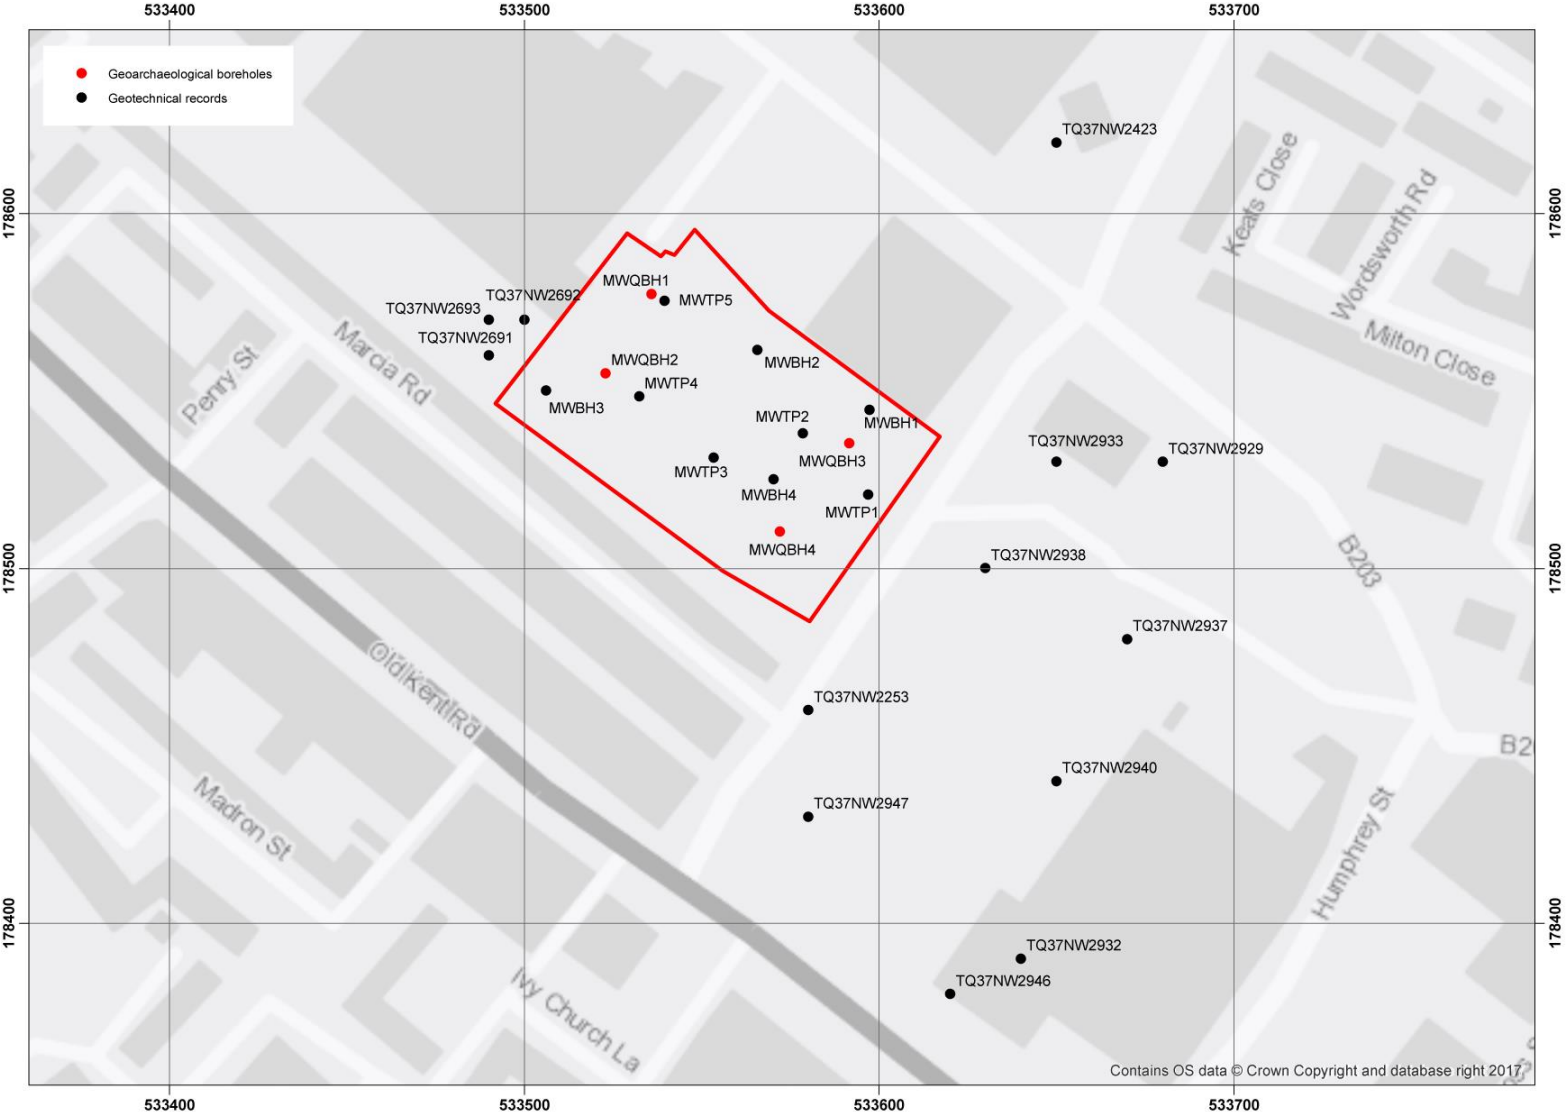 533400
533500
533600
533700
Geoarchaeological boreholes
Geotechnical records
TQ37NW2423
Keats Close
Wordsworth Rd
178600
178600
MWQBH1
TQ37NW2692
MWTP5
TQ37NW2693
TQ37NW2691
Marcia Rd
Penry St
MWQBH2
MWBH2
Milton Close
MWTP4
MWBH3
MWTP2
MWBH1
MWQBH3
TQ37NW2933
TQ37NW2929
MWTP3
MWBH4
MWTP1
MWQBH4
TQ37NW2938
B203
178500
178500
TQ37NW2937
Old Kent Rd
TQ37NW2253
B20
TQ37NW2940
Madron St
TQ37NW2947
Humphrey St
178400
178400
TQ37NW2932
TQ37NW2946
Ivy Church La
Contains OS data © Crown Copyright and database right 2017
533400
533500
533600
533700